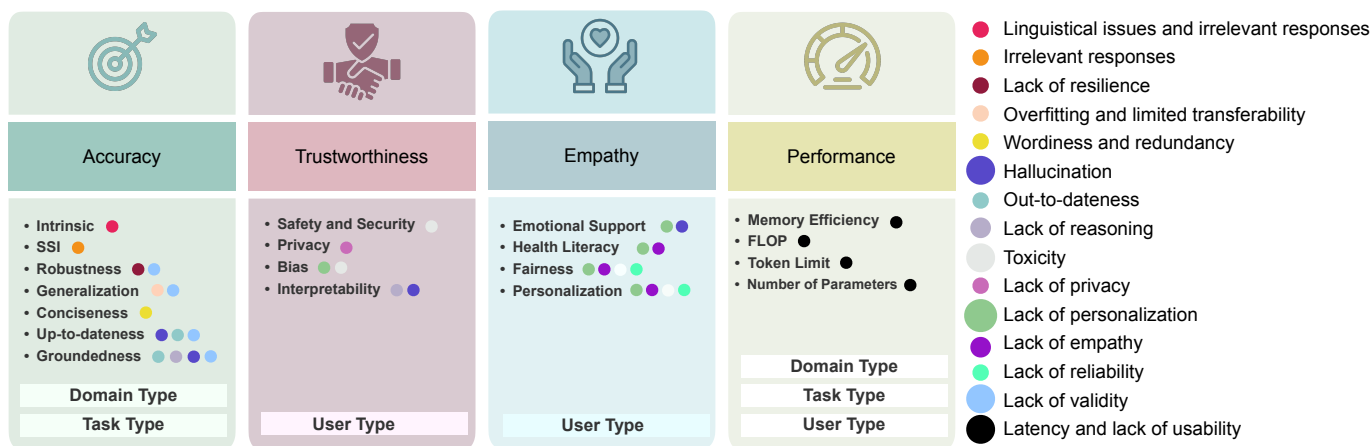 Accuracy
Intrinsic
SSI
Robustness
Generalization
Conciseness
Up-to-dateness
Groundedness
Domain Type
Task Type
Trustworthiness
Safety and Security
Privacy
Bias
Interpretability
User Type
Empathy
Emotional Support
Health Literacy
Fairness
Personalization
User Type
Performance
Memory Efficiency
FLOP
Token Limit
Number of Parameters
Domain Type
Task Type
User Type
Linguistical issues and irrelevant responses
Irrelevant responses
Lack of resilience
Overfitting and limited transferability
Wordiness and redundancy
Hallucination
Out-to-dateness
Lack of reasoning
Toxicity
Lack of privacy
Lack of personalization
Lack of empathy
Lack of reliability
Lack of validity
Latency and lack of usability